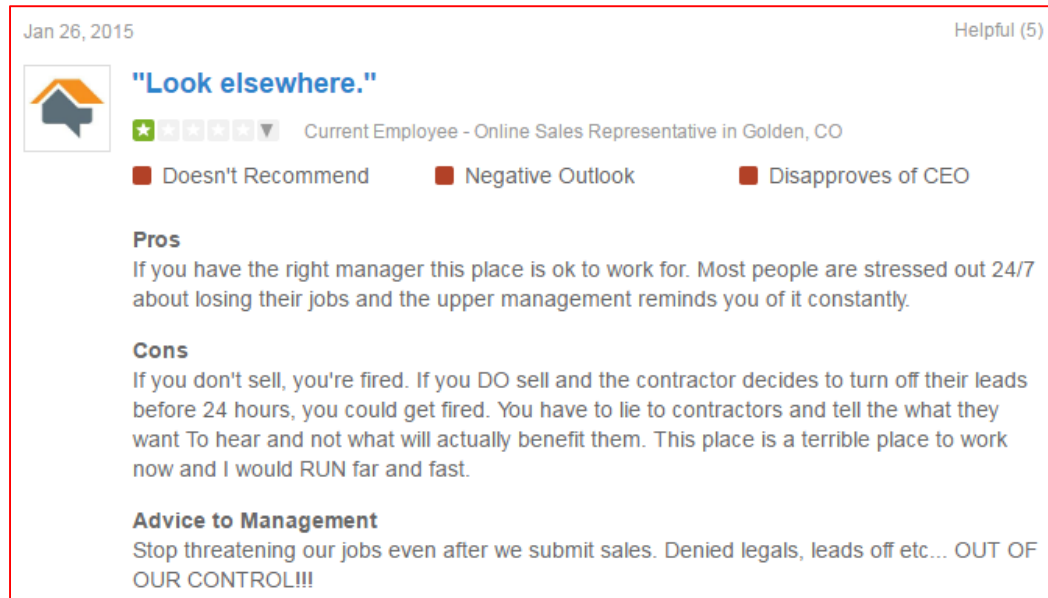 Jan 26, 2015 Helpful (5)
"Look elsewhere."
Current Employee - Online Sales Representative in Golden, CO
Doesn't Recommend Negative Outlook Disapproves of CEO
Pros
If you have the right manager this place is ok to work for. Most people are stressed out 24/7
about losing their jobs and the upper management reminds you of it constantly.
Cons
If you don't sell, you're fired. If you DO sell and the contractor decides to turn off their leads
before 24 hours, you could get fired. You have to lie to contractors and tell the what they
want To hear and not what will actually benefit them. This place is a terrible place to work
now and I would RUN far and fast.
Advice to Management
Stop threatening our jobs even after we submit sales. Denied legals, leads off etc... OUT OF
OUR CONTROL!!!